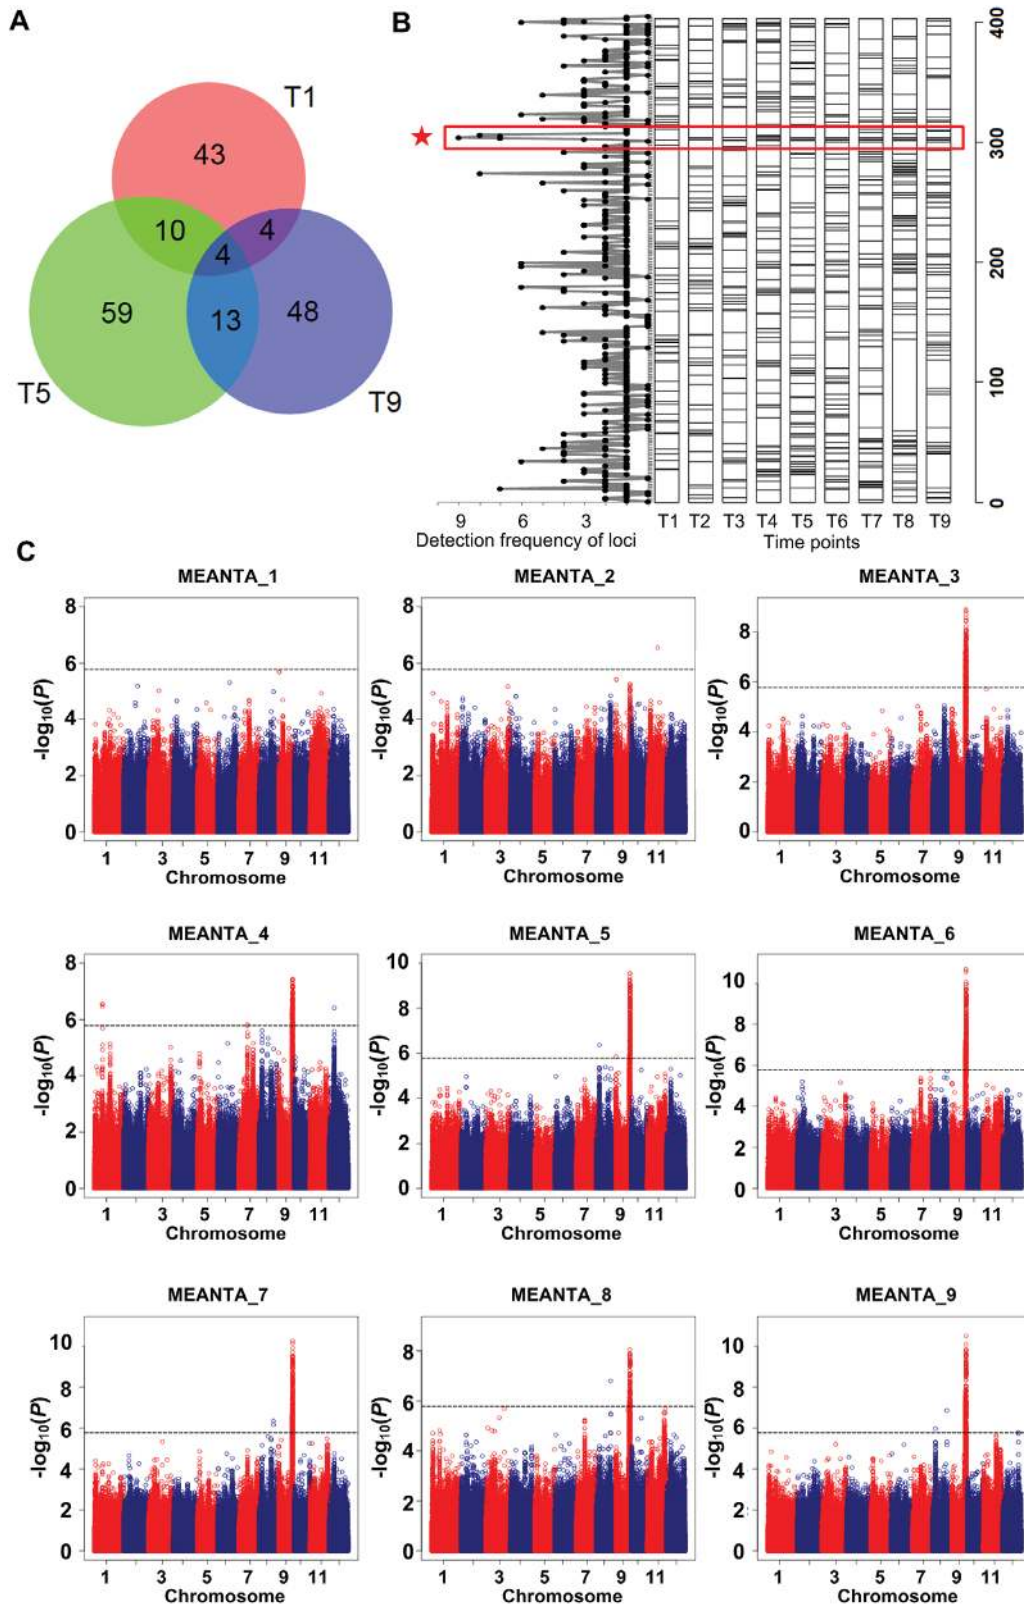 A
T1
43
10
4
4
59
13
48
T5
T9
B
0
100
200
300
400
9
6
3
T1
T2
T3
T4
T5
T6
T7
T8
T9
Detection frequency of loci
Time points
C
MEANTA_1
8
6
4
2
0
-log10(P)
1
3
5
7
9
11
Chromosome
MEANTA_2
8
6
4
2
0
-log10(P)
1
3
5
7
9
11
Chromosome
MEANTA_3
8
6
4
2
0
-log10(P)
1
3
5
7
9
11
Chromosome
MEANTA_4
8
6
4
2
0
-log10(P)
1
3
5
7
9
11
Chromosome
MEANTA_5
10
8
6
4
2
0
-log10(P)
1
3
5
7
9
11
Chromosome
MEANTA_6
10
8
6
4
2
0
-log10(P)
1
3
5
7
9
11
Chromosome
MEANTA_7
10
8
6
4
2
0
-log10(P)
1
3
5
7
9
11
Chromosome
MEANTA_8
8
6
4
2
0
-log10(P)
1
3
5
7
9
11
Chromosome
MEANTA_9
10
8
6
4
2
0
-log10(P)
1
3
5
7
9
11
Chromosome